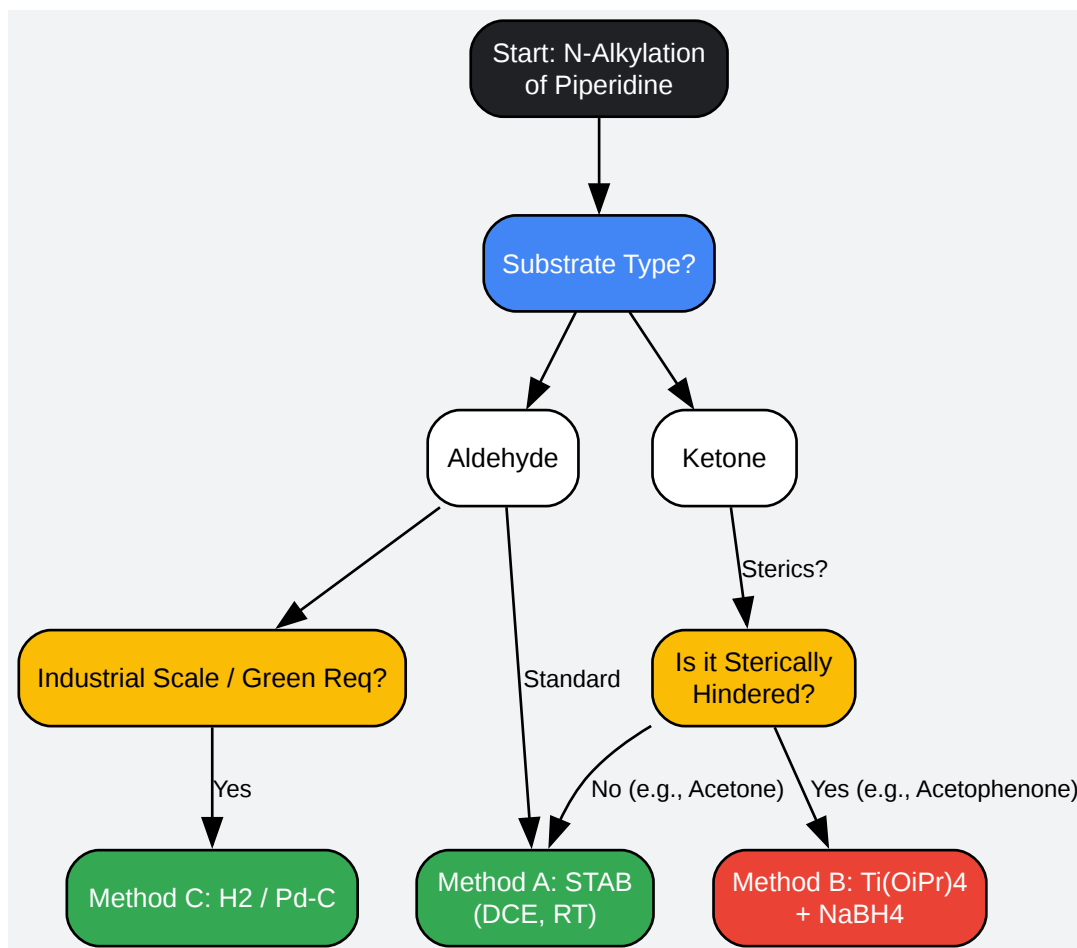 Start: N-Alkylation
of Piperidine
Substrate Type?
Aldehyde
Ketone
Sterics?
Industrial Scale / Green Req?
Standard
Is it Sterically
Hindered?
Yes
No (e.g., Acetone)
Yes (e.g., Acetophenone)
Method C: H2 / Pd-C
Method A: STAB
(DCE, RT)
Method B: Ti(OiPr)4
+ NaBH4